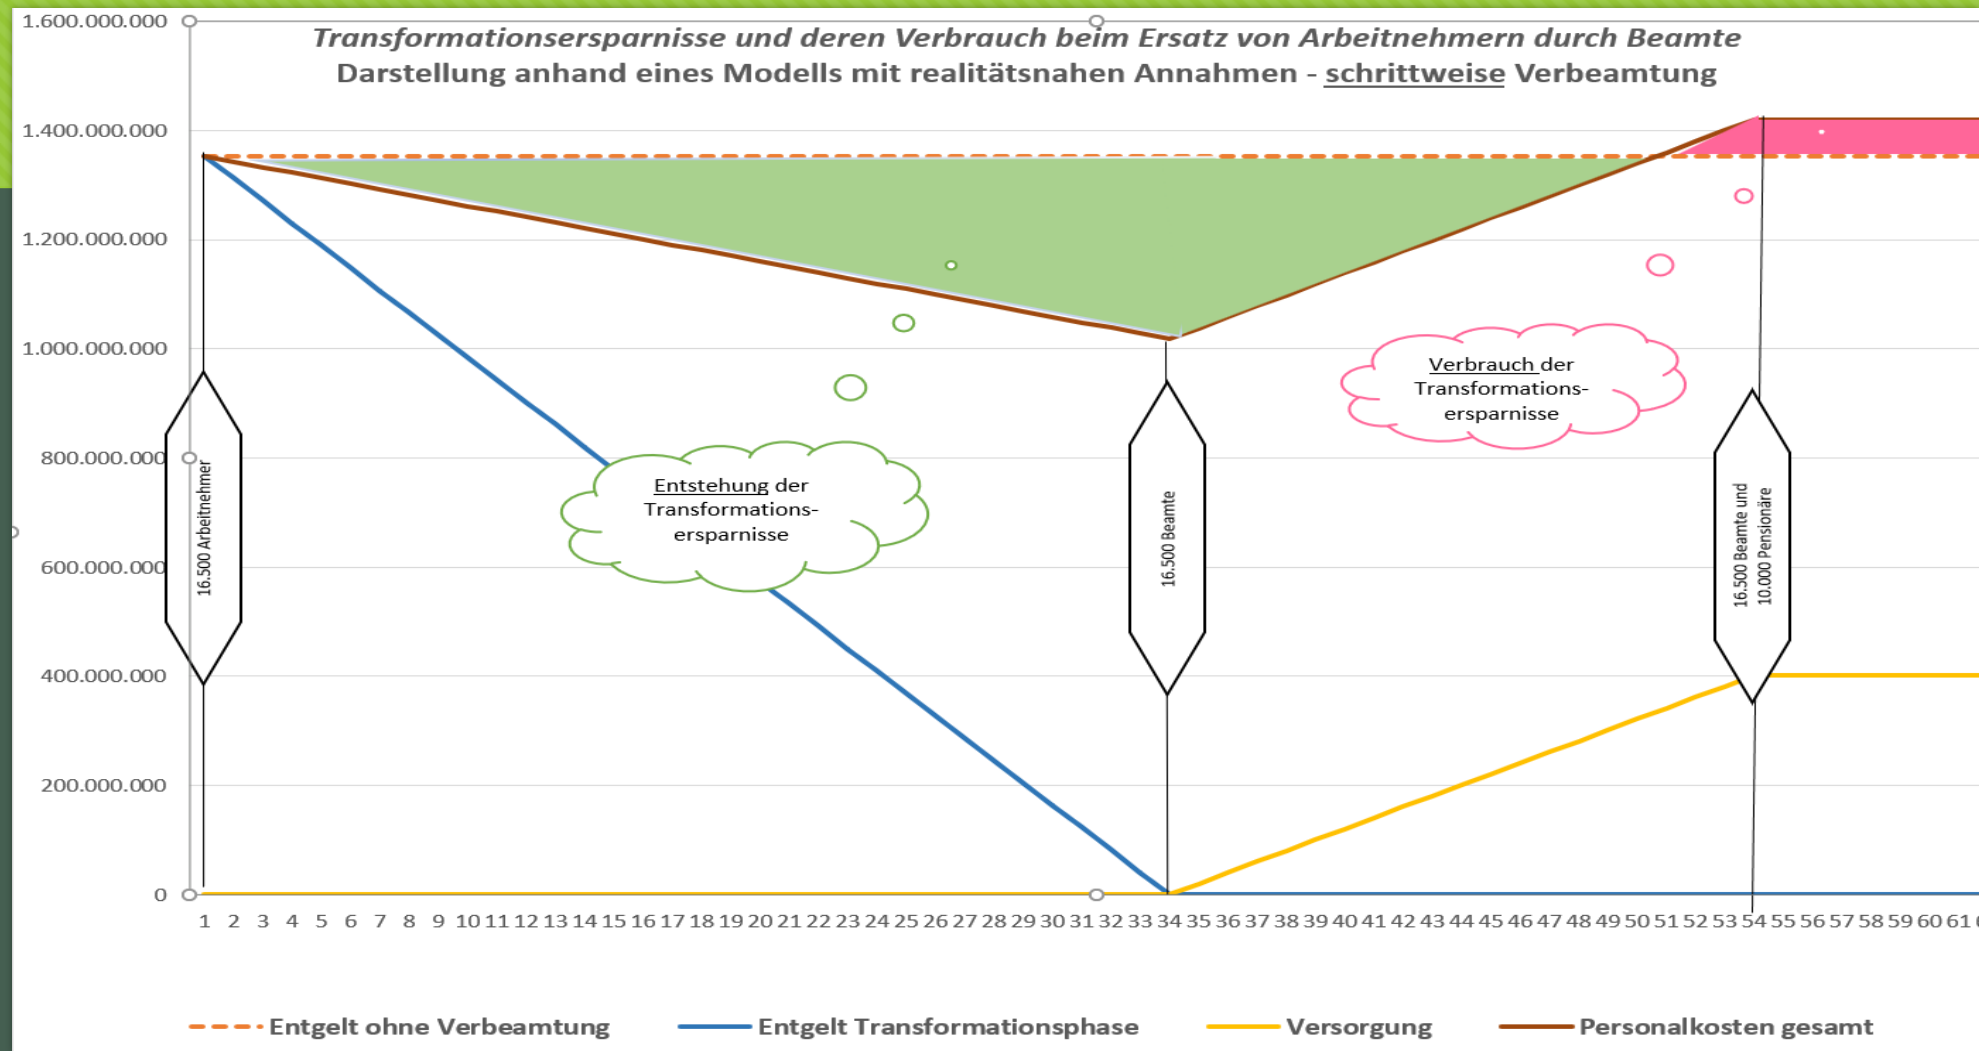 Transformationsersparnisse und deren Verbrauch beim Ersatz von Arbeitnehmern durch Beamte
Darstellung anhand eines Modells mit realitätsnahen Annahmen - schrittweise Verbeamtung
1.600.000.000
1.400.000.000
1.200.000.000
1.000.000.000
800.000.000
600.000.000
400.000.000
200.000.000
0
16.500 Arbeitnehmer
Entstehung der
Transformations-
ersparnisse
16.500 Beamte
Verbrauch der
Transformations-
ersparnisse
16.500 Beamte und
10.000 Pensionäre
1 2 3 4 5 6 7 8 9 10 11 12 13 14 15 16 17 18 19 20 21 22 23 24 25 26 27 28 29 30 31 32 33 34 35 36 37 38 39 40 41 42 43 44 45 46 47 48 49 50 51 52 53 54 55 56 57 58 59 60 61
Entgelt ohne Verbeamtung Entgelt Transformationsphase Versorgung Personalkosten gesamt